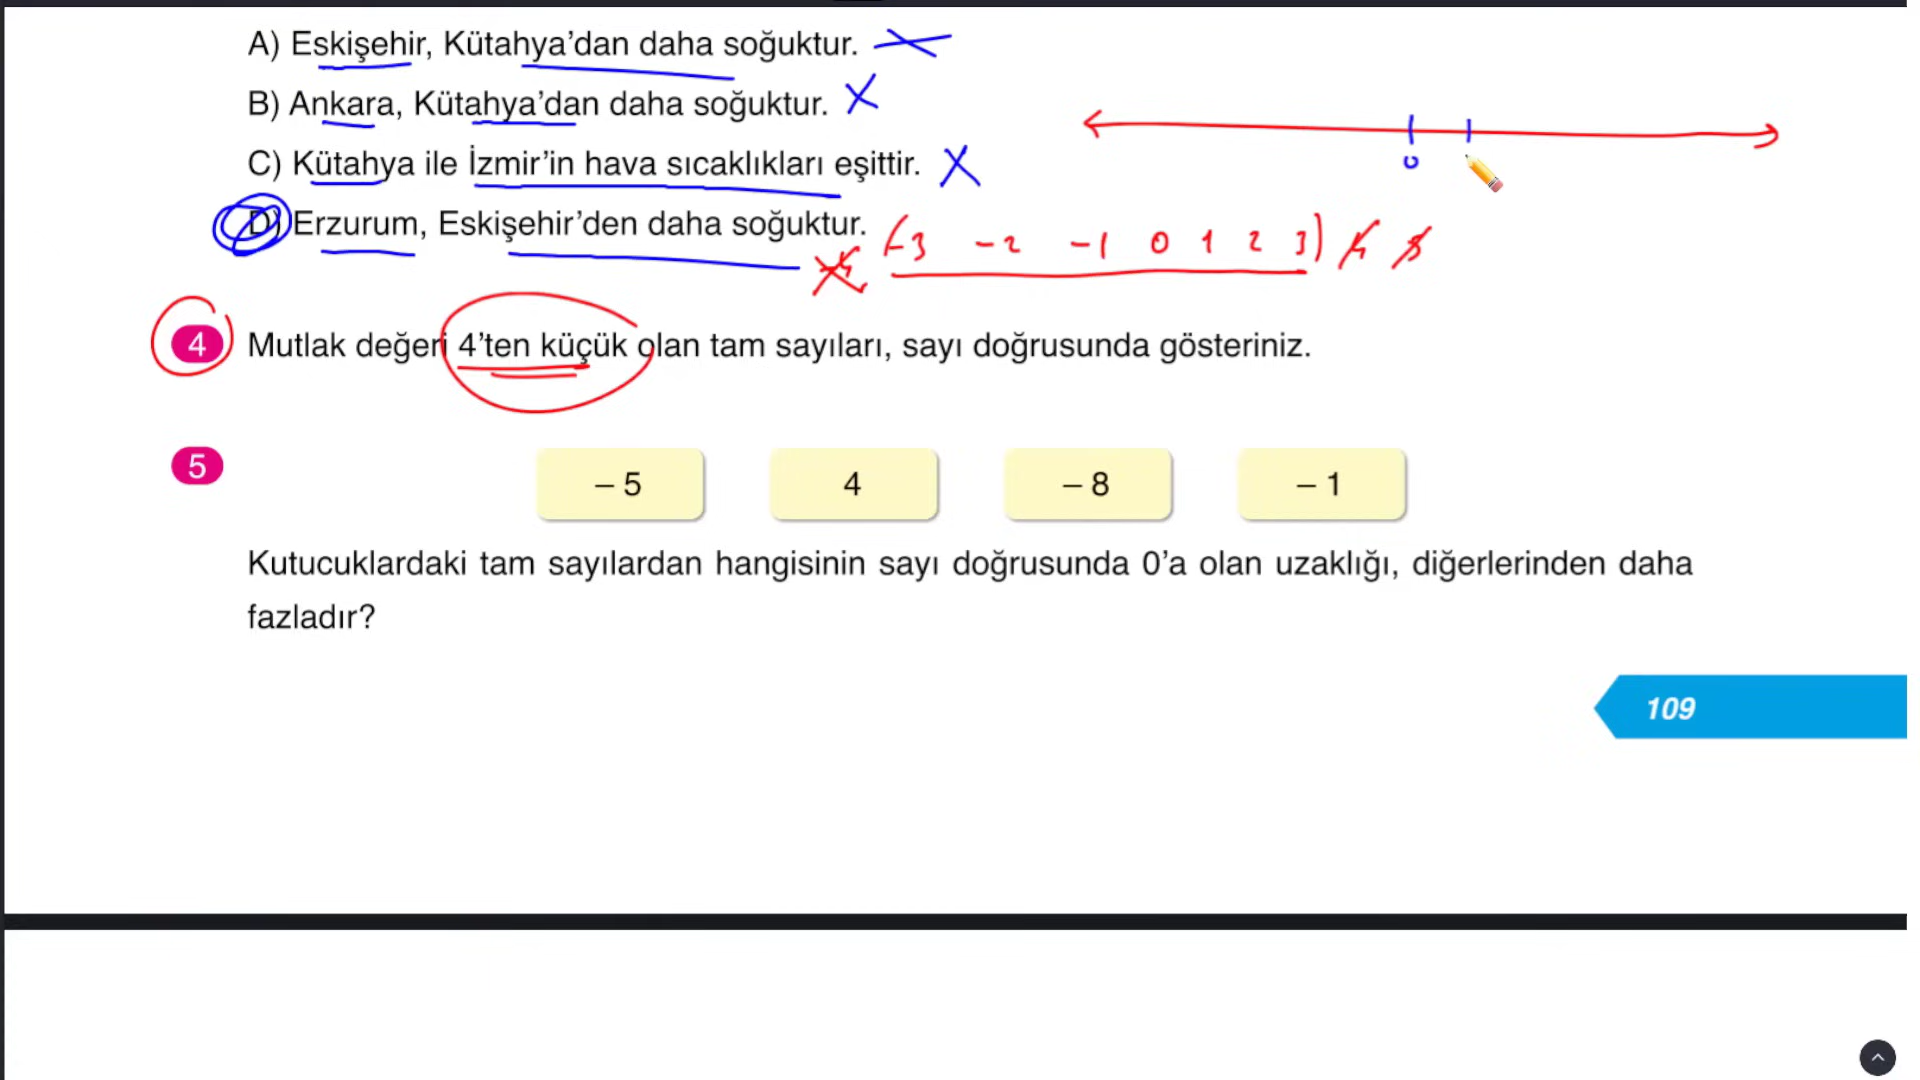 A) Eskişehir, Kütahya’dan daha soğuktur.
B) Ankara, Kütahya’dan daha soğuktur.
C) Kütahya ile İzmir’in hava sıcaklıkları eşittir.
0
D) Erzurum, Eskişehir’den daha soğuktur.
-3 -2 -1 0 1 2 3) 4 5
4 Mutlak değeri 4’ten küçük olan tam sayıları, sayı doğrusunda gösteriniz.
5
– 5 4 – 8 – 1
Kutucuklardaki tam sayılardan hangisinin sayı doğrusunda 0’a olan uzaklığı, diğerlerinden daha
fazladır?
109